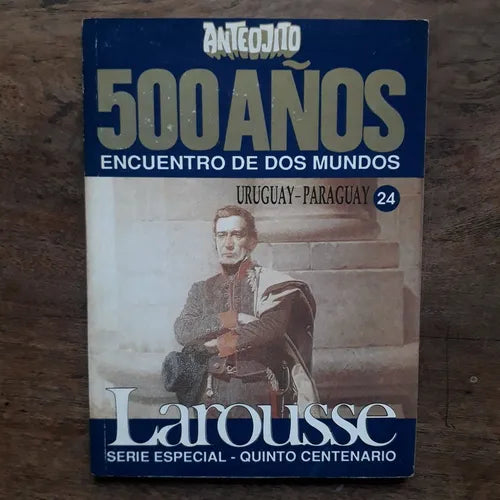 ANTEOJITO
500 AÑOS
ENCUENTRO DE DOS MUNDOS
URUGUAY-PARAGUAY 24
Larousse
SERIE ESPECIAL - QUINTO CENTENARIO